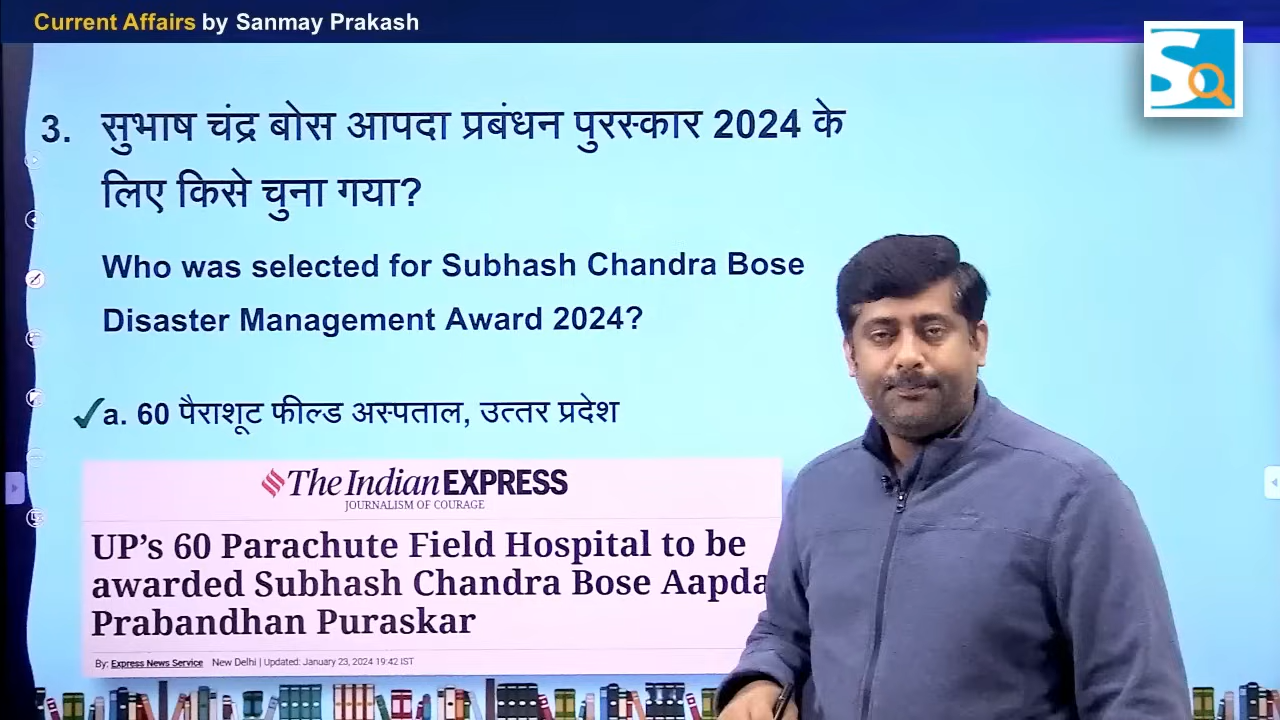 Current Affairs by Sanmay Prakash
3. सुभाष चंद्र बोस आपदा प्रबंधन पुरस्कार 2024 के
लिए किसे चुना गया?
Who was selected for Subhash Chandra Bose
Disaster Management Award 2024?
a. 60 पैराशूट फील्ड अस्पताल, उत्तर प्रदेश
The Indian EXPRESS
JOURNALISM OF COURAGE
UP’s 60 Parachute Field Hospital to be
awarded Subhash Chandra Bose Aapda
Prabandhan Puraskar
By: Express News Service New Delhi | Updated: January 23, 2024 19:42 IST